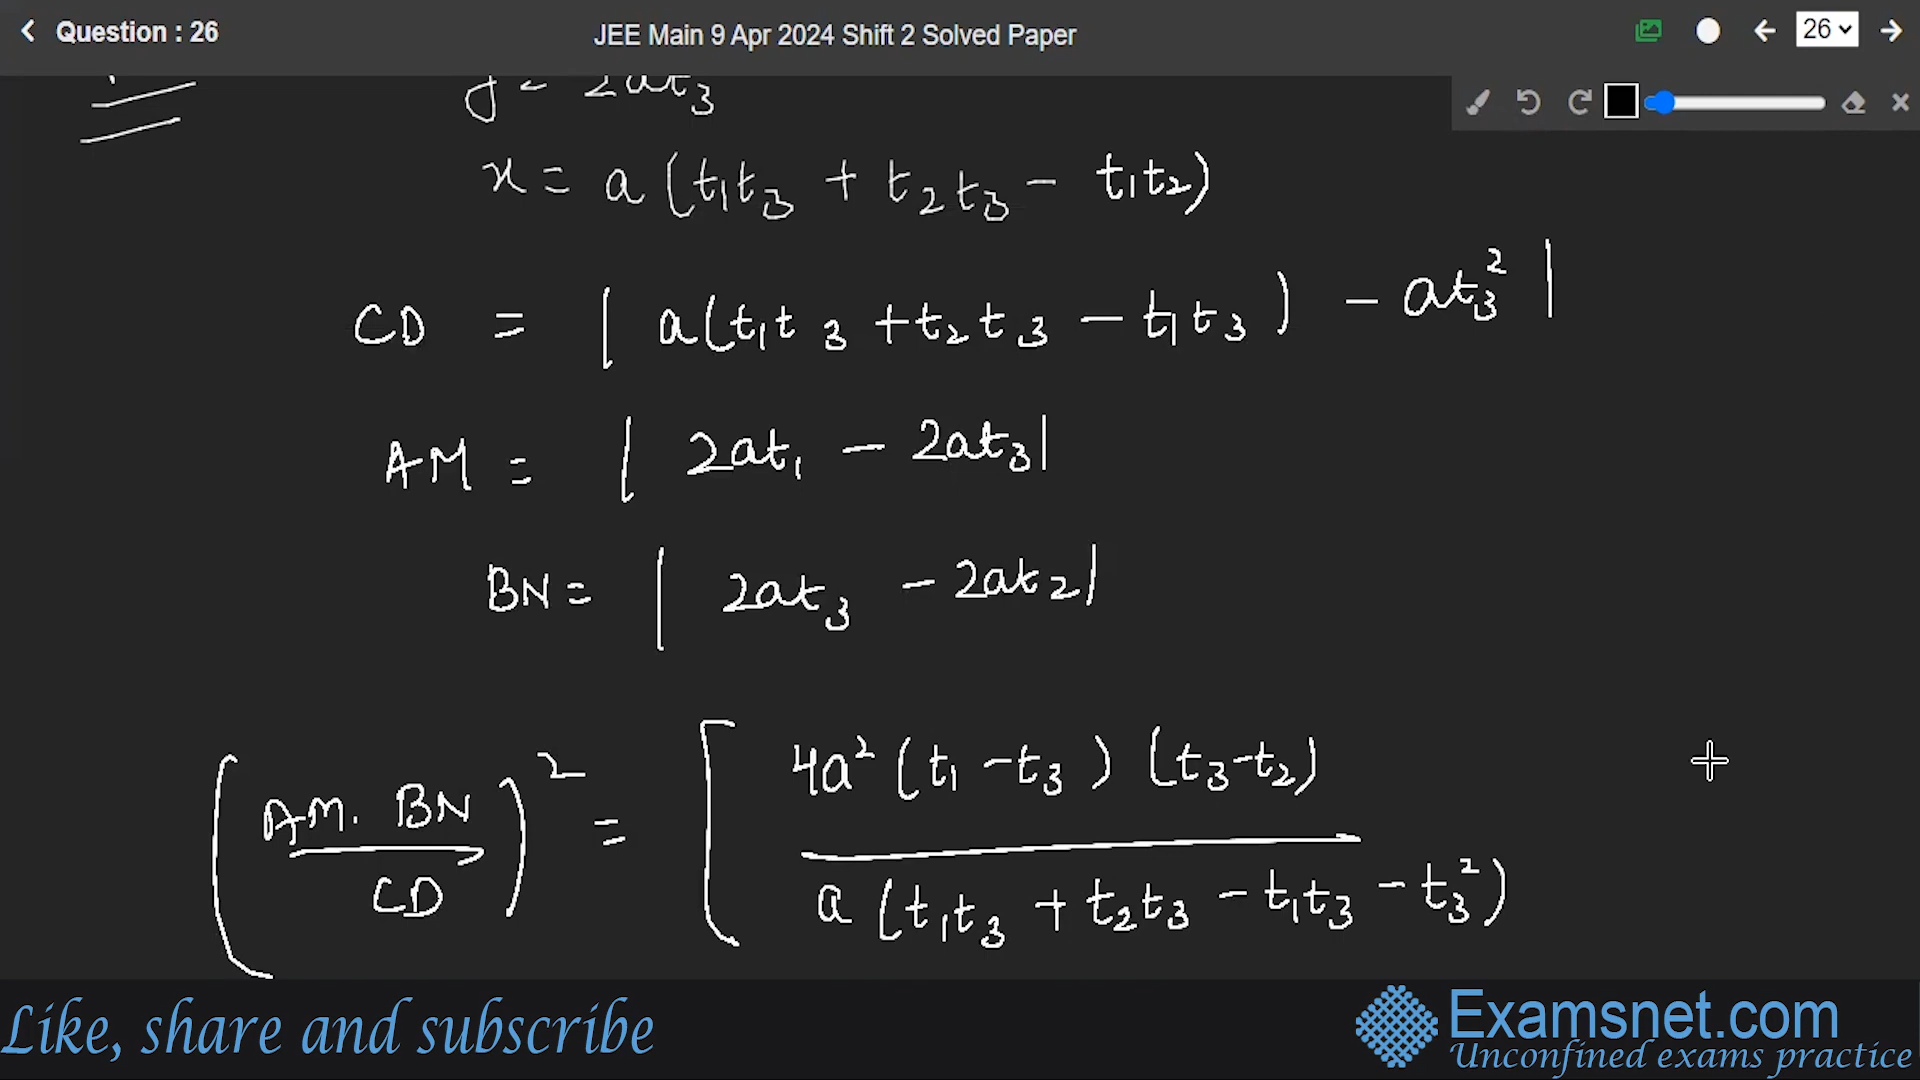 Question : 26
JEE Main 9 Apr 2024 Shift 2 Solved Paper
26
y = 2at₃
x = a(t₁t₃ + t₂t₃ − t₁t₂)
CD = | a(t₁t₃ + t₂t₃ − t₁t₃) − at₃² |
AM = | 2at₁ − 2at₃ |
BN = | 2at₃ − 2at₂ |
(AM. BN / CD)² = [ 4a²(t₁ − t₃)(t₃ − t₂) / a(t₁t₃ + t₂t₃ − t₁t₃ − t₃²)
Like, share and subscribe
Examsnet.com
Unconfined exams practice